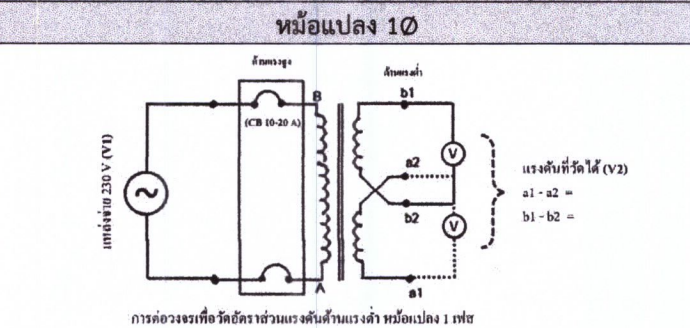 หม้อแปลง 1Ø
ด้านแรงสูง
ด้านแรงต่ำ
B
b1
(CB 10-20 A)
V
แหล่งจ่าย 230 V (V1)
a2
แรงดันที่วัดได้ (V2)
a1 - a2 =
b2
V
b1 - b2 =
A
a1
การต่อวงจรเพื่อวัดอัตราส่วนแรงดันด้านแรงต่ำ หม้อแปลง 1 เฟส